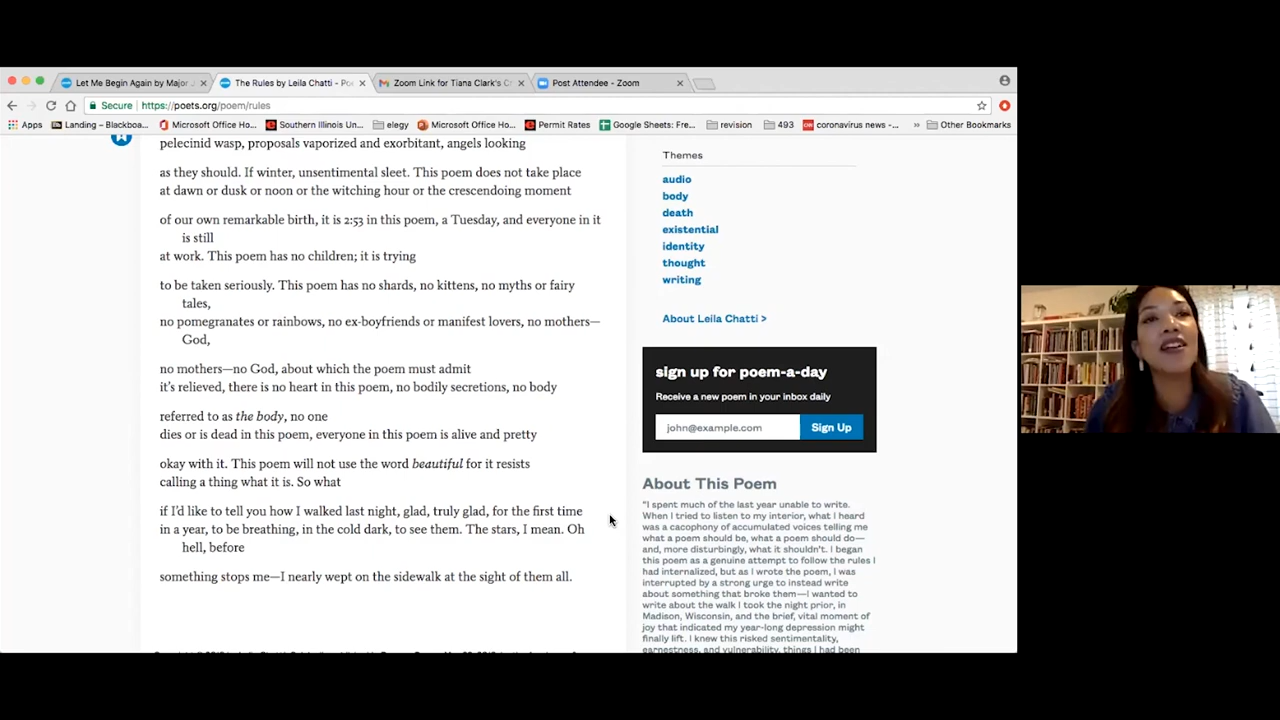 Let Me Begin Again by Major J
The Rules by Leila Chatti - Po
Zoom Link for Tiana Clark's C
Post Attendee - Zoom
Secure
https://poets.org/poem/rules
Apps
Landing – Blackboa...
Microsoft Office Ho...
Southern Illinois Un...
elegy
Microsoft Office Ho...
Permit Rates
Google Sheets: Fre...
revision
493
coronavirus news -...
»
Other Bookmarks
pelecinid wasp, proposals vaporized and exorbitant, angels looking
as they should. If winter, unsentimental sleet. This poem does not take place
at dawn or dusk or noon or the witching hour or the crescendoing moment
of our own remarkable birth, it is 2:53 in this poem, a Tuesday, and everyone in it
is still
at work. This poem has no children; it is trying
to be taken seriously. This poem has no shards, no kittens, no myths or fairy
tales,
no pomegranates or rainbows, no ex-boyfriends or manifest lovers, no mothers—
God,
no mothers—no God, about which the poem must admit
it's relieved, there is no heart in this poem, no bodily secretions, no body
referred to as the body, no one
dies or is dead in this poem, everyone in this poem is alive and pretty
okay with it. This poem will not use the word beautiful for it resists
calling a thing what it is. So what
if I'd like to tell you how I walked last night, glad, truly glad, for the first time
in a year, to be breathing, in the cold dark, to see them. The stars, I mean. Oh
hell, before
something stops me—I nearly wept on the sidewalk at the sight of them all.
Themes
audio
body
death
existential
identity
thought
writing
About Leila Chatti >
sign up for poem-a-day
Receive a new poem in your inbox daily
john@example.com
Sign Up
About This Poem
"I spent much of the last year unable to write.
When I tried to listen to my interior, what I heard
was a cacophony of accumulated voices telling me
what a poem should be, what a poem should do—
and, more disturbingly, what it shouldn't. I began
this poem as a genuine attempt to follow the rules I
had internalized, but as I wrote the poem, I was
interrupted by a strong urge to instead write
about something that broke them—I wanted to
write about the walk I took the night prior, in
Madison, Wisconsin, and the brief, vital moment of
joy that indicated my year-long depression might
finally lift. I knew this risked sentimentality,
earnestness, and vulnerability, things I had been